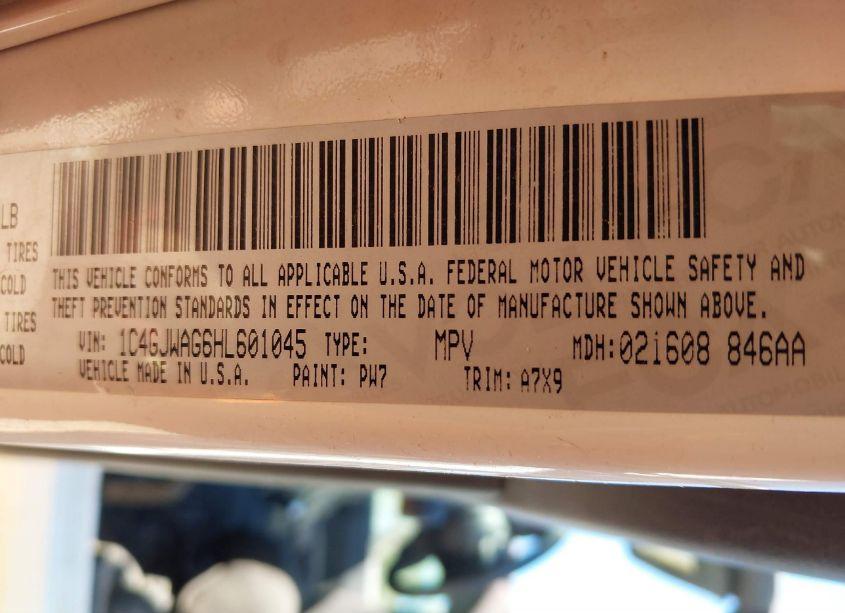 LB
TIRES
COLD
TIRES
COLD
THIS VEHICLE CONFORMS TO ALL APPLICABLE U.S.A. FEDERAL MOTOR VEHICLE SAFETY AND
THEFT PREVENTION STANDARDS IN EFFECT ON THE DATE OF MANUFACTURE SHOWN ABOVE.
VIN: 1C4GJWAG6HL601045 TYPE: MPV MDH:02i608 846AA
VEHICLE MADE IN U.S.A. PAINT: PW7 TRIM: A7X9